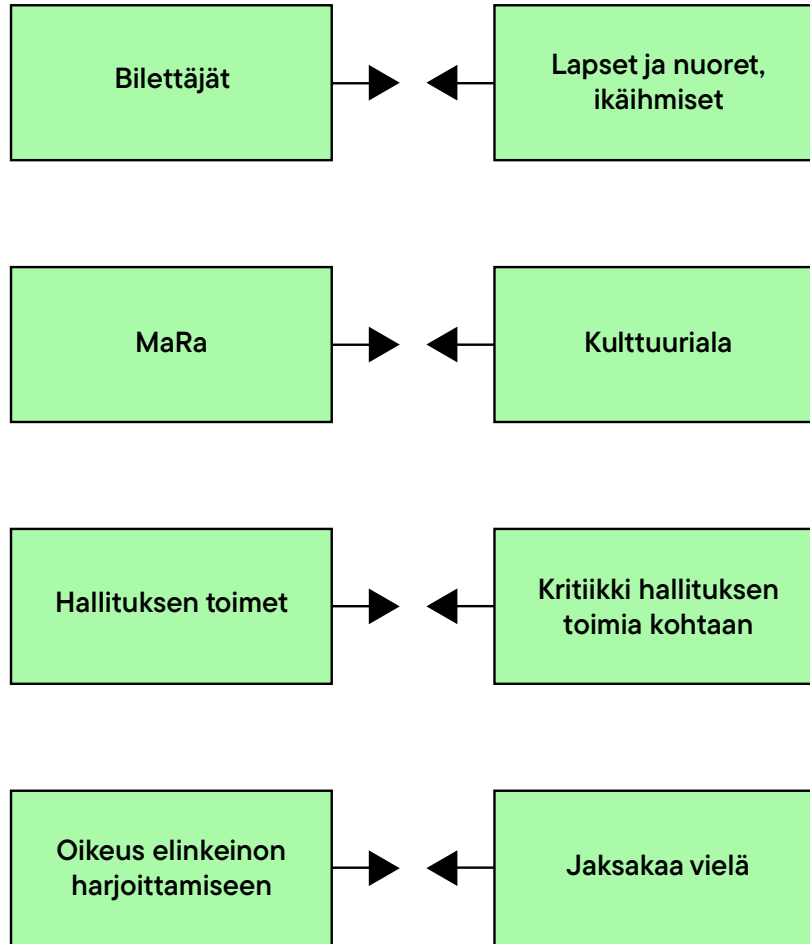 Bilettäjät
Lapset ja nuoret,
ikäihmiset
MaRa
Kulttuuriala
Hallituksen toimet
Kritiikki hallituksen
toimia kohtaan
Oikeus elinkeinon
harjoittamiseen
Jaksakaa vielä